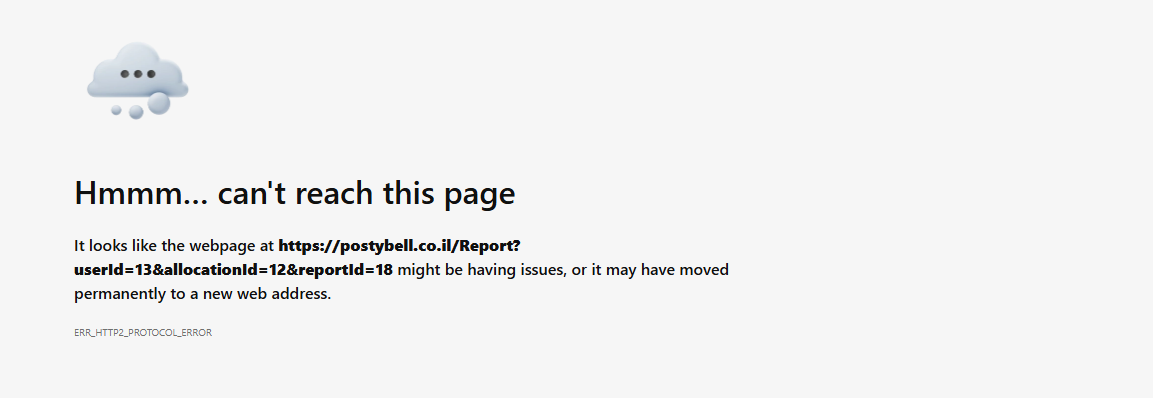 Hmmm... can't reach this page
It looks like the webpage at https://postybell.co.il/Report?
userId=13&allocationId=12&reportId=18 might be having issues, or it may have moved
permanently to a new web address.
ERR_HTTP2_PROTOCOL_ERROR